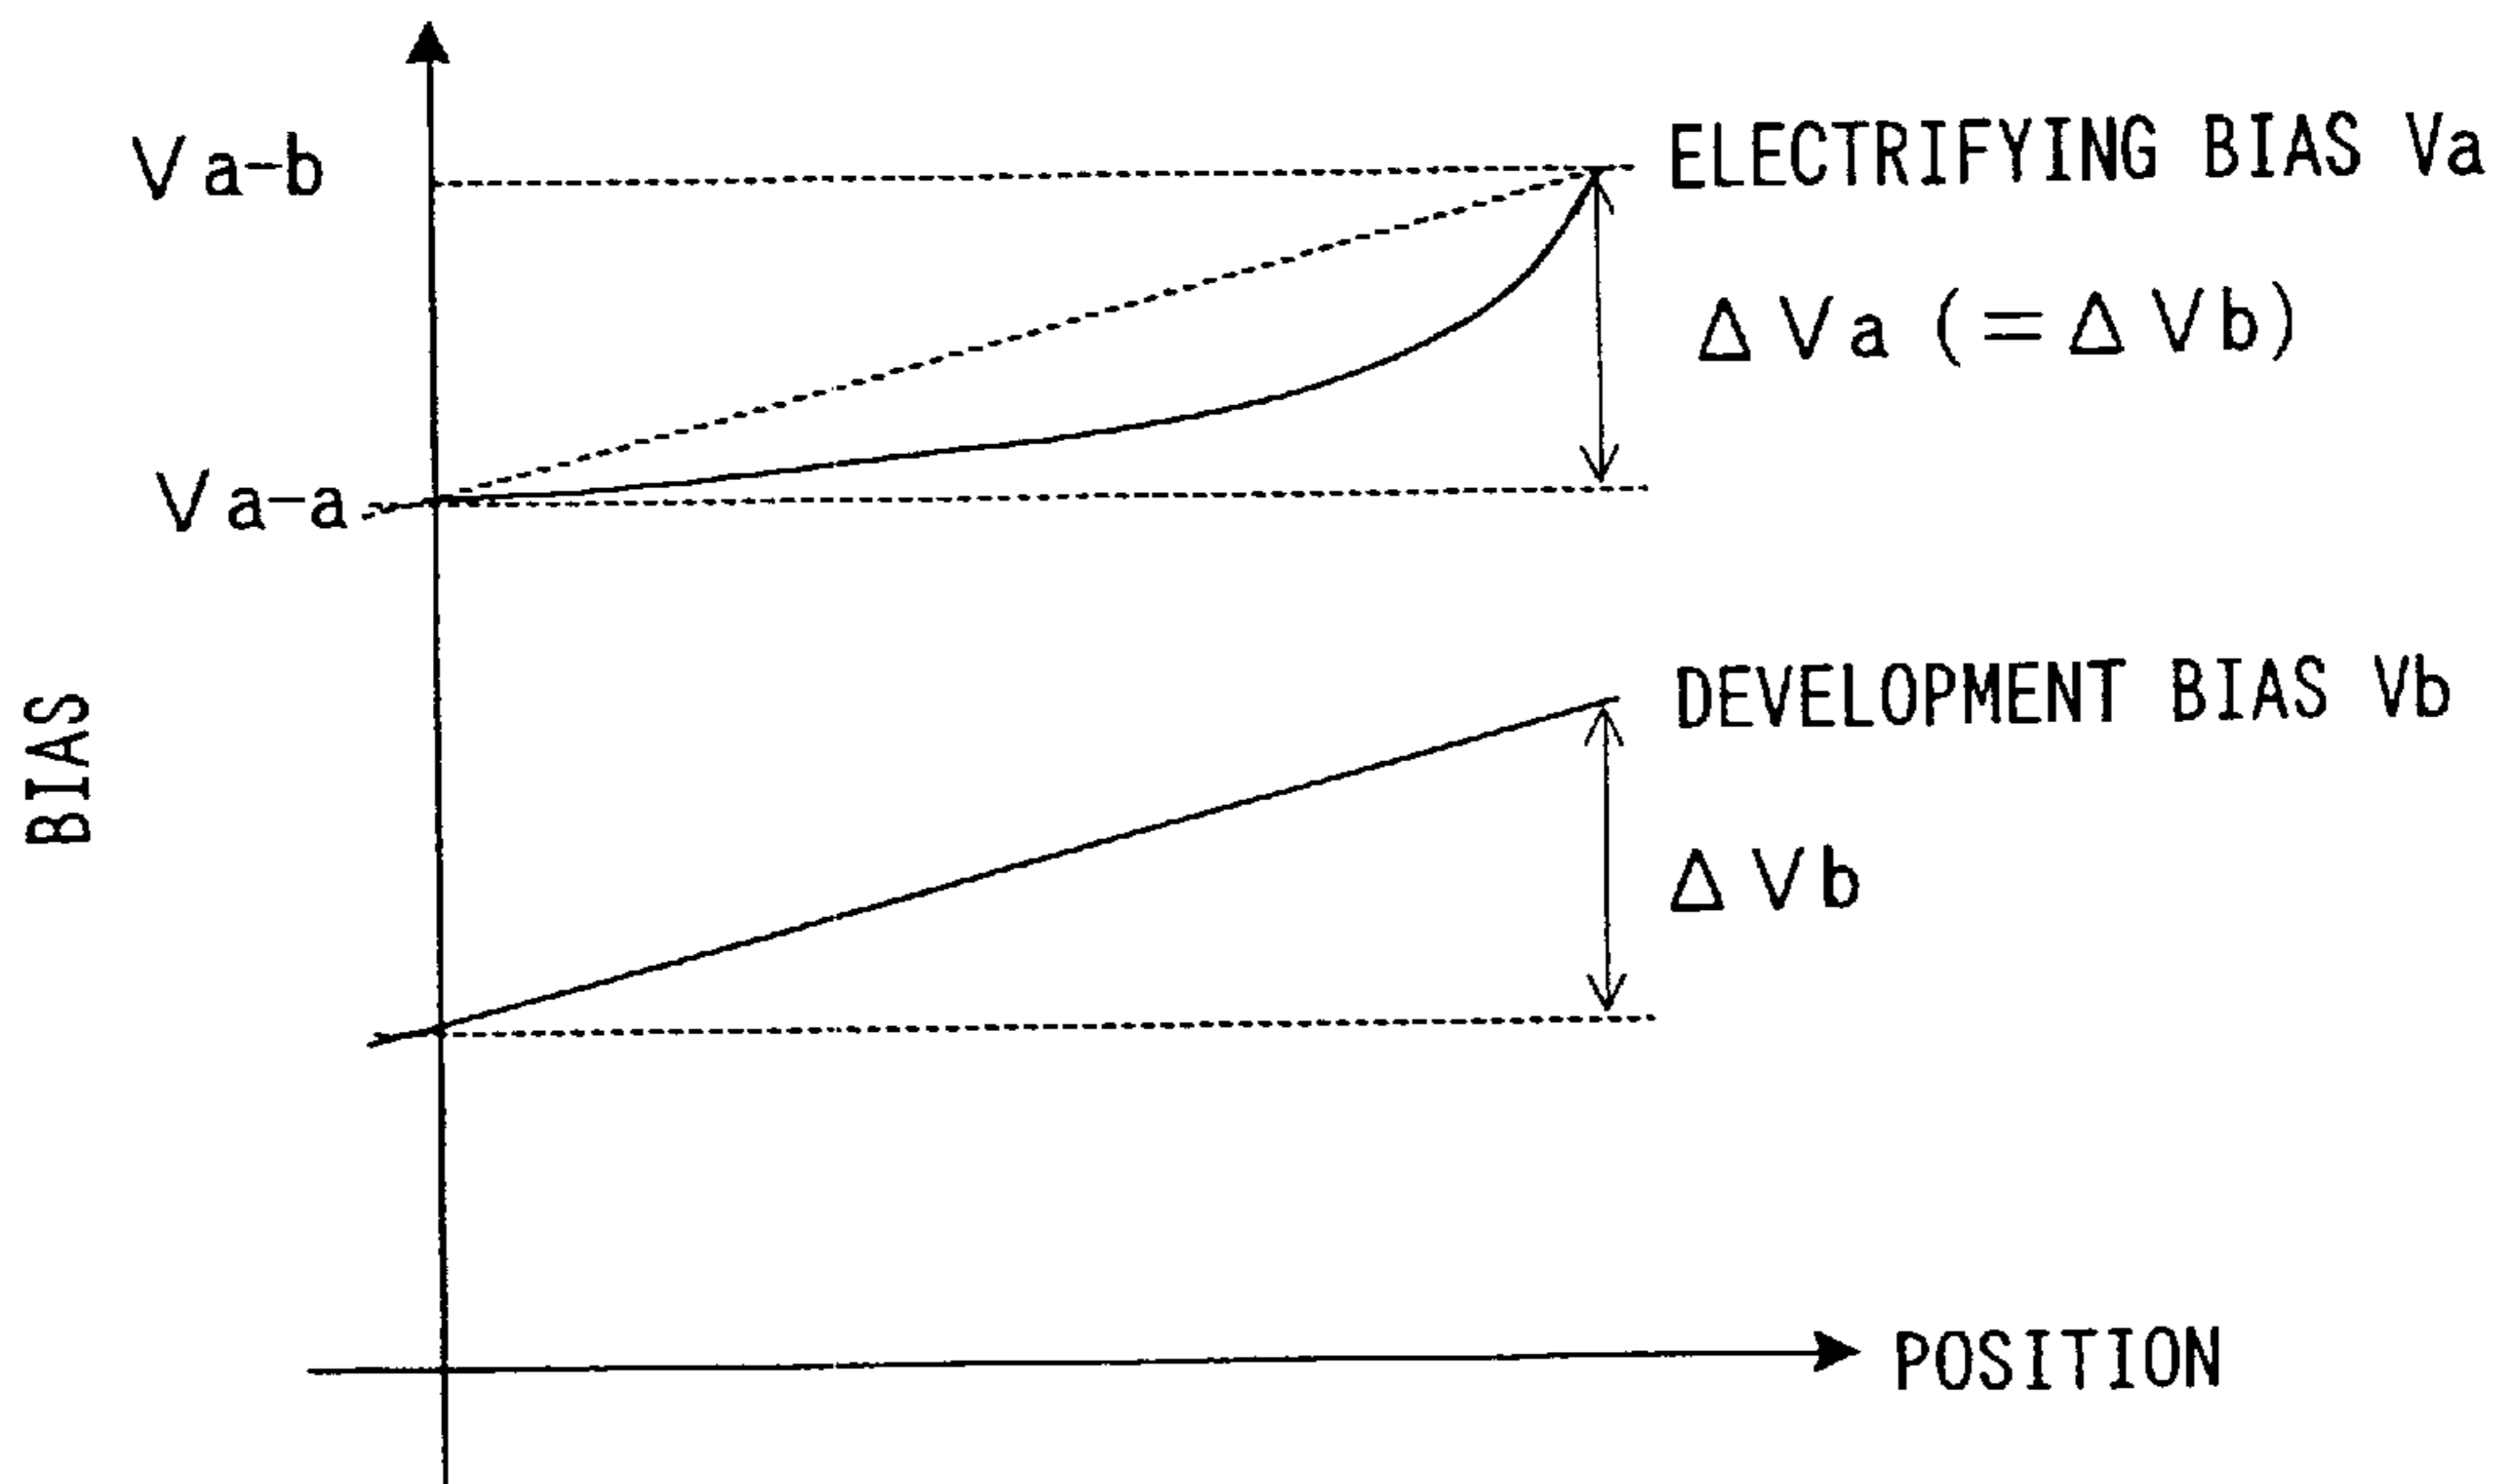 Va-b
ELECTRIFYING BIAS Va
ΔVa (=ΔVb)
Va-a
DEVELOPMENT BIAS Vb
BIAS
ΔVb
POSITION